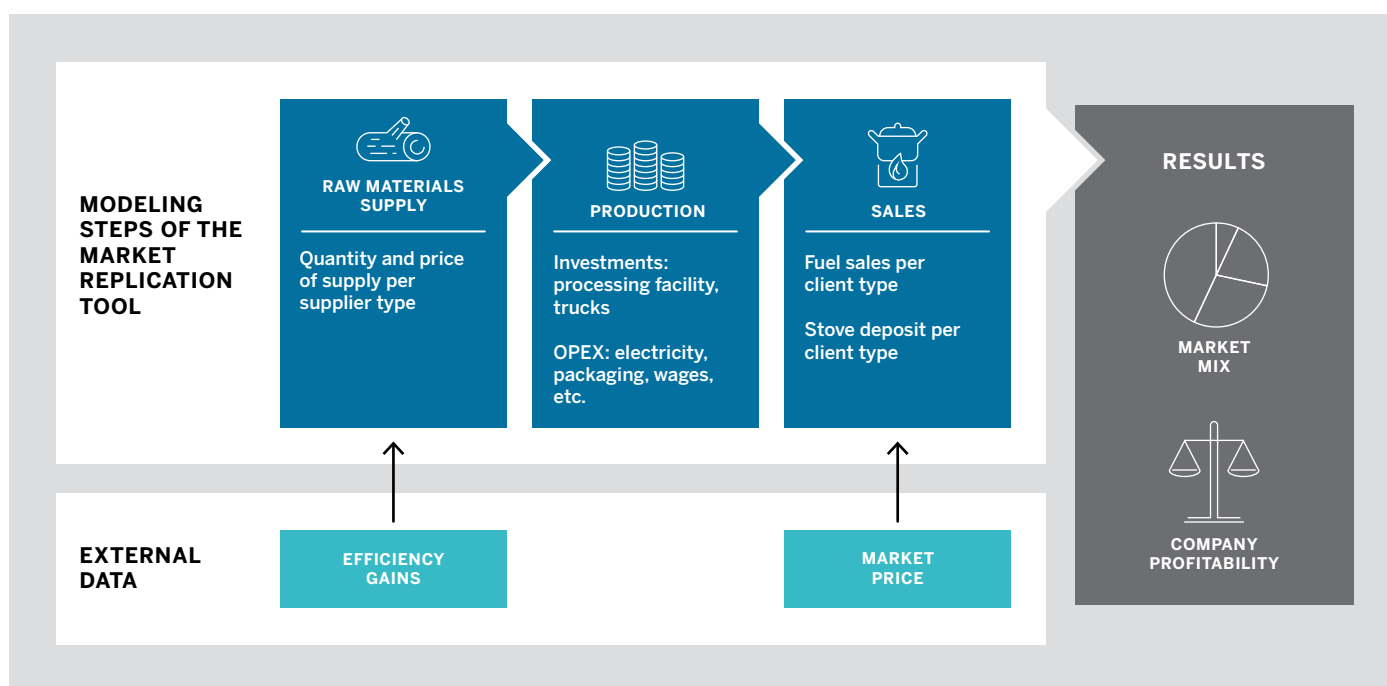 MODELING
STEPS OF THE
MARKET
REPLICATION
TOOL
RAW MATERIALS
SUPPLY
Quantity and price
of supply per
supplier type
PRODUCTION
Investments:
processing facility,
trucks
OPEX: electricity,
packaging, wages,
etc.
SALES
Fuel sales per
client type
Stove deposit per
client type
RESULTS
MARKET
MIX
COMPANY
PROFITABILITY
EXTERNAL
DATA
EFFICIENCY
GAINS
MARKET
PRICE